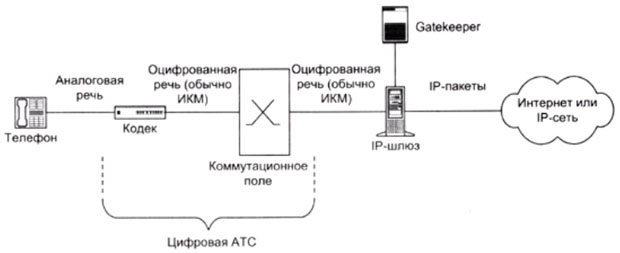 Gatekeeper
Аналоговая
речь
Оцифрованная
речь (обычно
ИКМ)
Оцифрованная
речь (обычно
ИКМ)
IP-пакеты
Интернет или
IP-сеть
Телефон
Кодек
IP-шлюз
Коммутационное
поле
Цифровая АТС